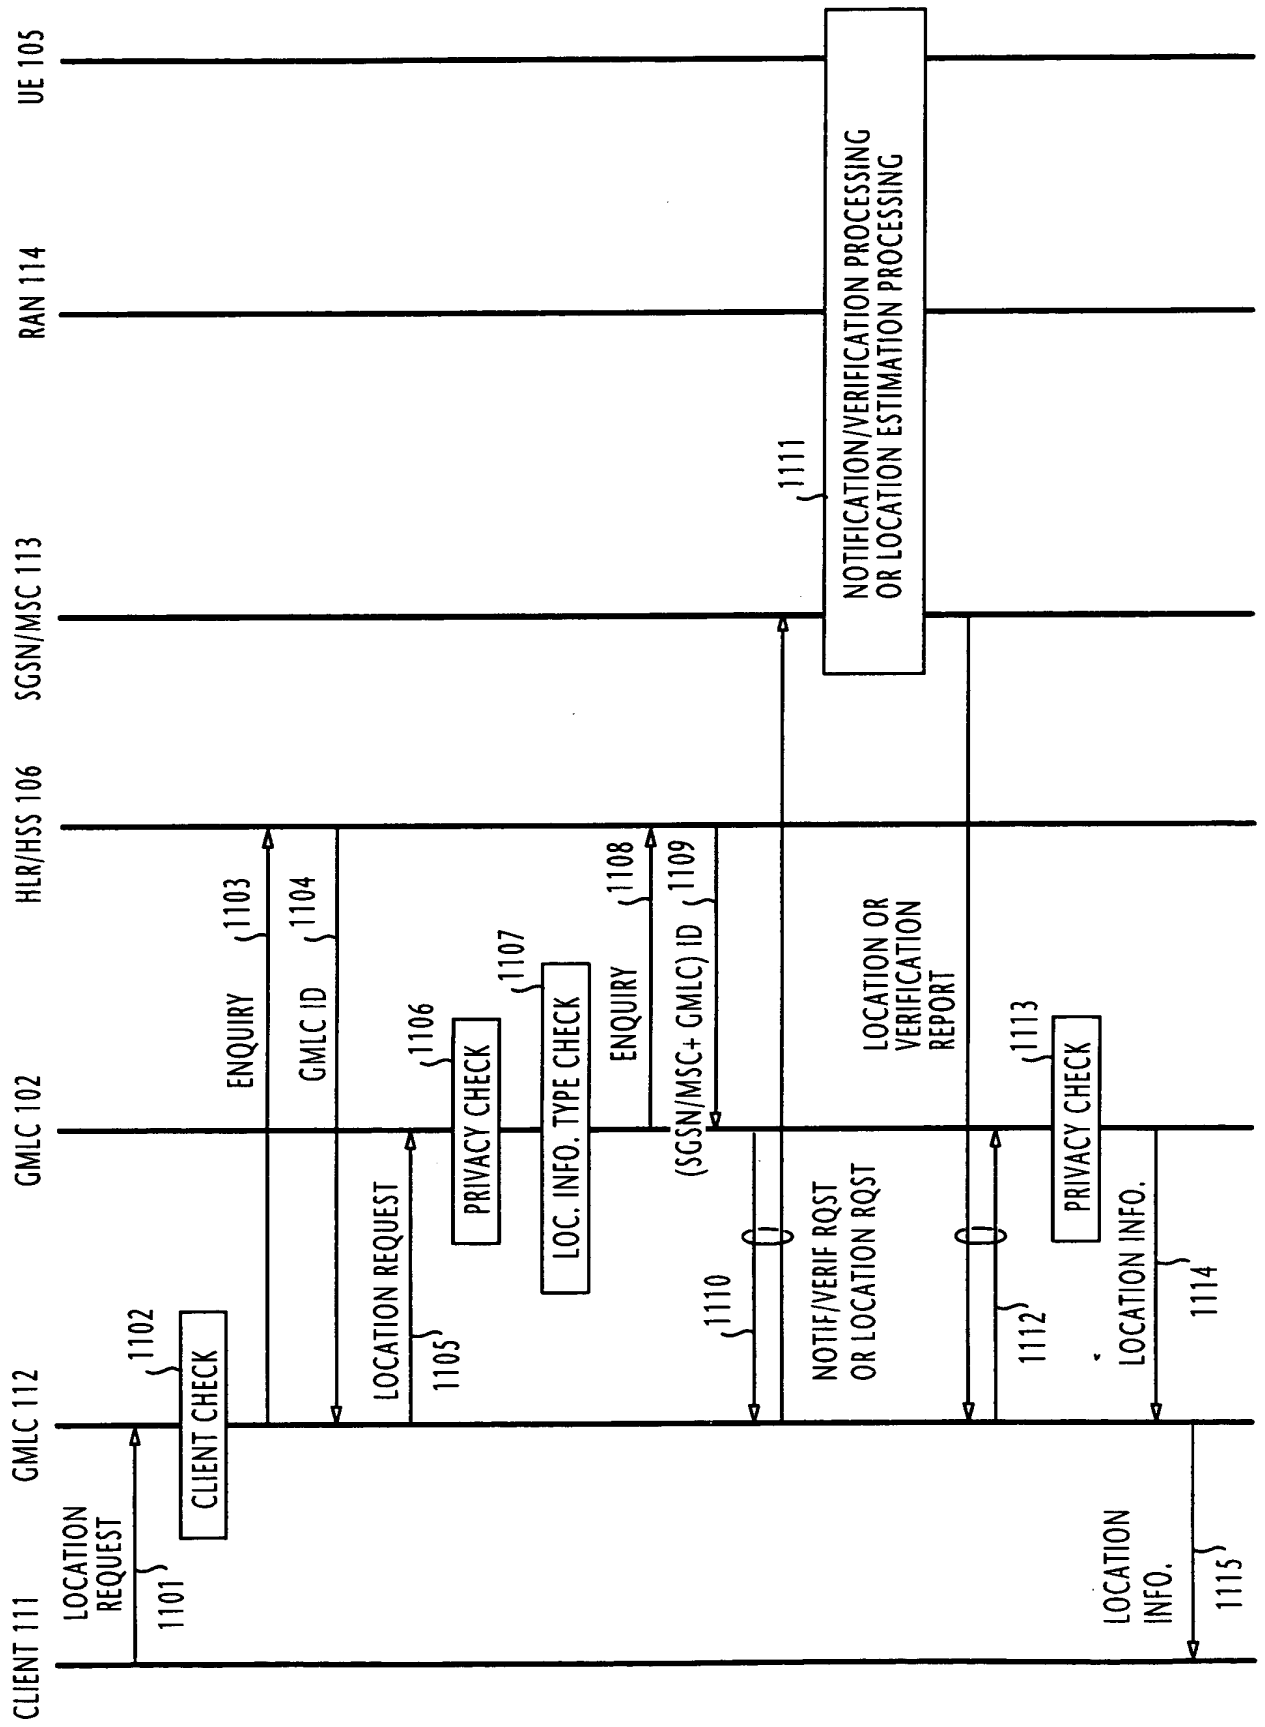 CLIENT 111
GMLC 112
GMLC 102
HLR/HSS 106
SGSN/MSC 113
RAN 114
UE 105
LOCATION
REQUEST
1101
CLIENT CHECK
1102
ENQUIRY
1103
GMLC ID
1104
LOCATION REQUEST
1105
PRIVACY CHECK
1106
LOC. INFO. TYPE CHECK
1107
ENQUIRY
1108
(SGSN/MSC+ GMLC) ID
1109
1110
NOTIF/VERIF RQST
OR LOCATION RQST
1111
NOTIFICATION/VERIFICATION PROCESSING
OR LOCATION ESTIMATION PROCESSING
LOCATION OR
VERIFICATION
REPORT
1112
PRIVACY CHECK
1113
LOCATION INFO.
1114
LOCATION
INFO.
1115